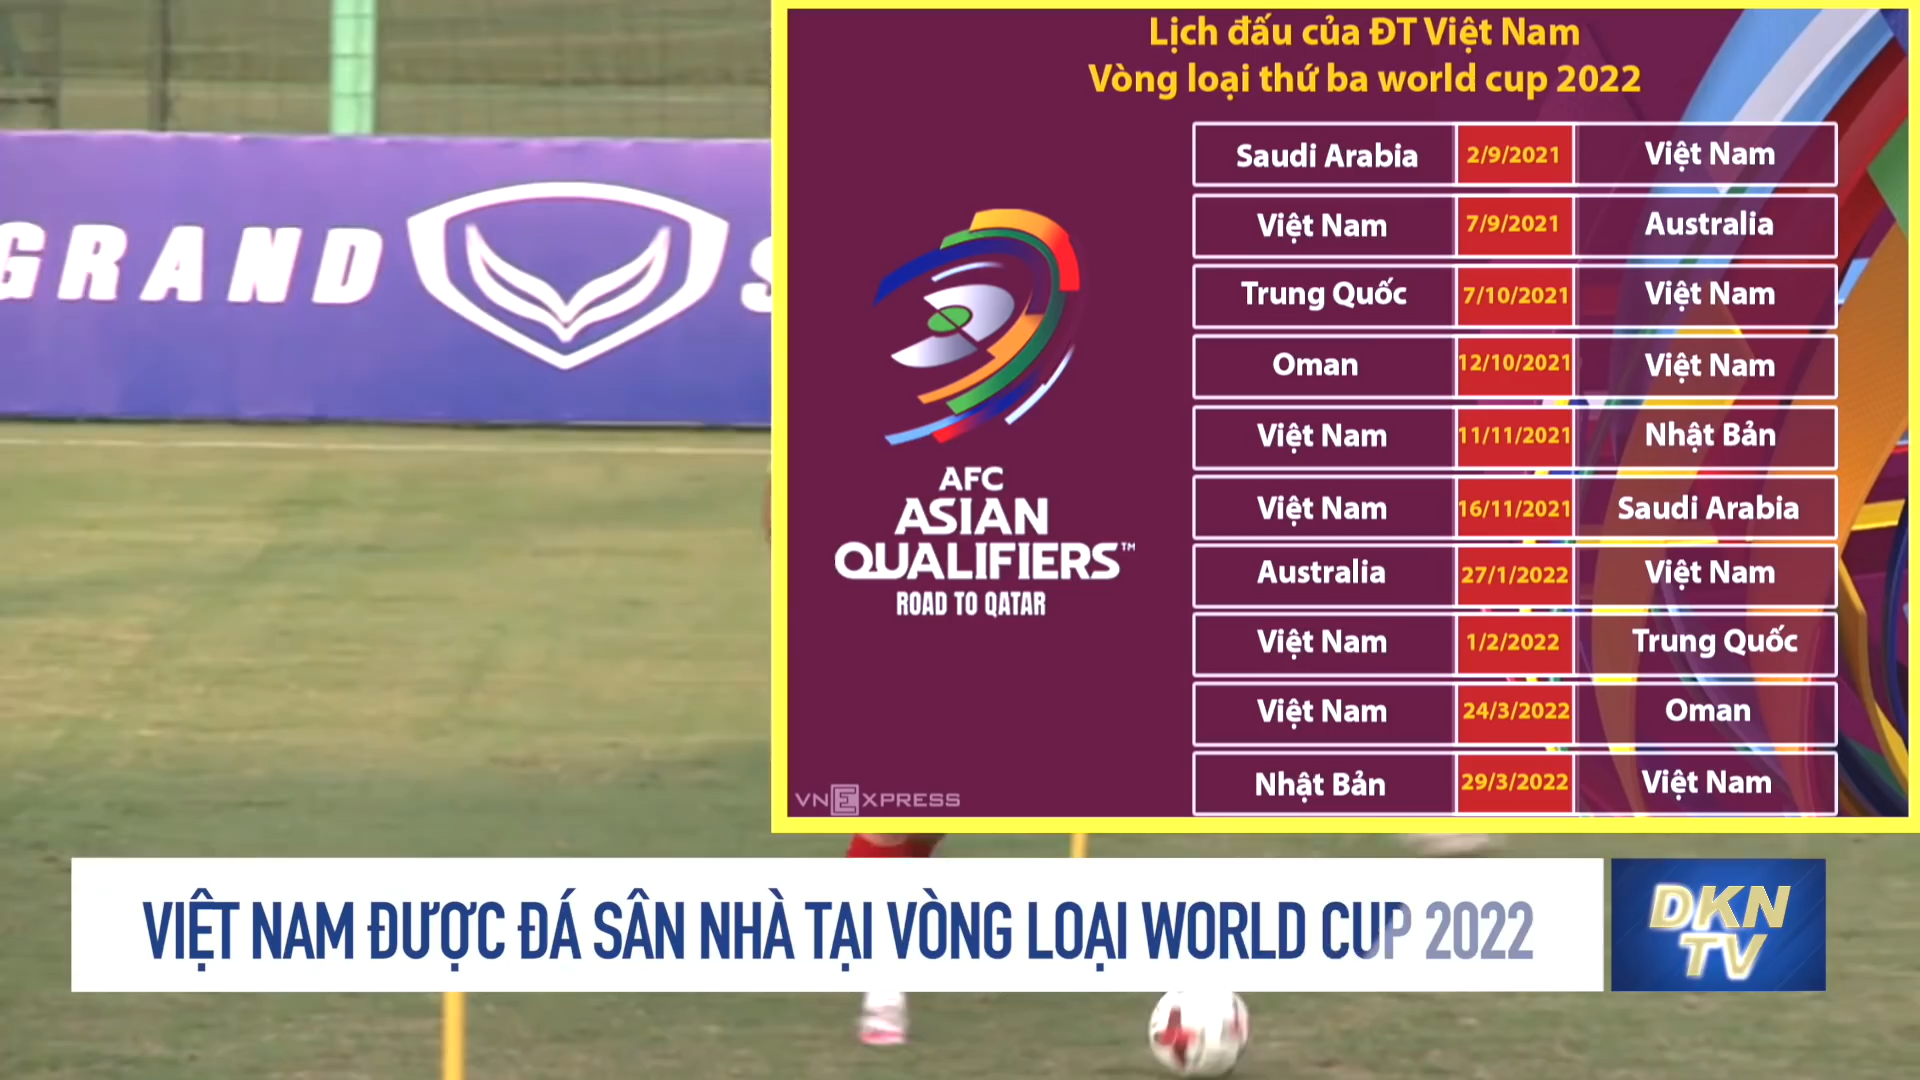 Lịch đấu của ĐT Việt Nam
Vòng loại thứ ba world cup 2022
Saudi Arabia 2/9/2021 Việt Nam
Việt Nam 7/9/2021 Australia
Trung Quốc 7/10/2021 Việt Nam
Oman 12/10/2021 Việt Nam
Việt Nam 11/11/2021 Nhật Bản
Việt Nam 16/11/2021 Saudi Arabia
Australia 27/1/2022 Việt Nam
Việt Nam 1/2/2022 Trung Quốc
Việt Nam 24/3/2022 Oman
Nhật Bản 29/3/2022 Việt Nam
AFC
ASIAN
QUALIFIERS™
ROAD TO QATAR
VNEXPRESS
GRAND S
VIỆT NAM ĐƯỢC ĐÁ SÂN NHÀ TẠI VÒNG LOẠI WORLD CUP 2022
DKN
TV